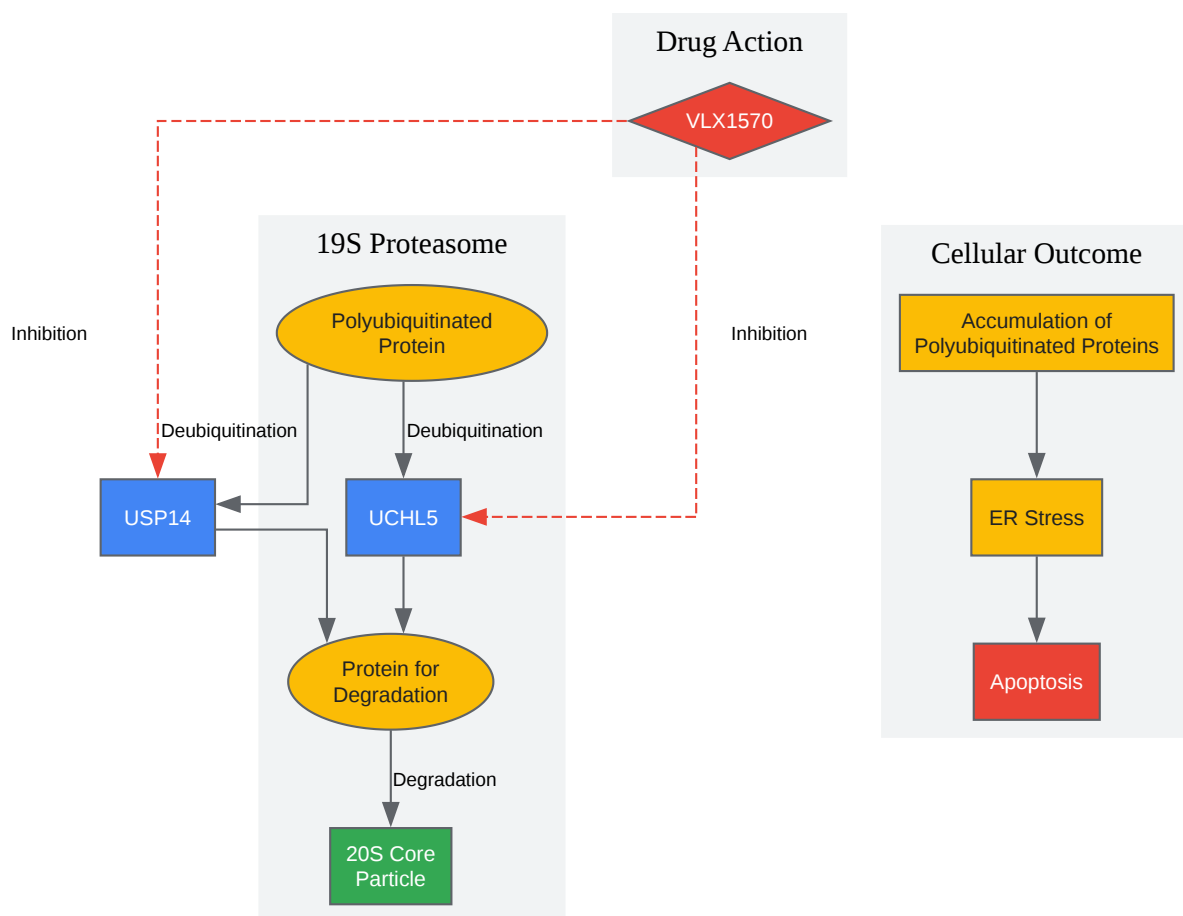 Drug Action
VLX1570
19S Proteasome
Cellular Outcome
Polyubiquitinated
Protein
Accumulation of
Polyubiquitinated Proteins
Inhibition
Inhibition
Deubiquitination
Deubiquitination
USP14
UCHL5
ER Stress
Protein for
Degradation
Apoptosis
Degradation
20S Core
Particle